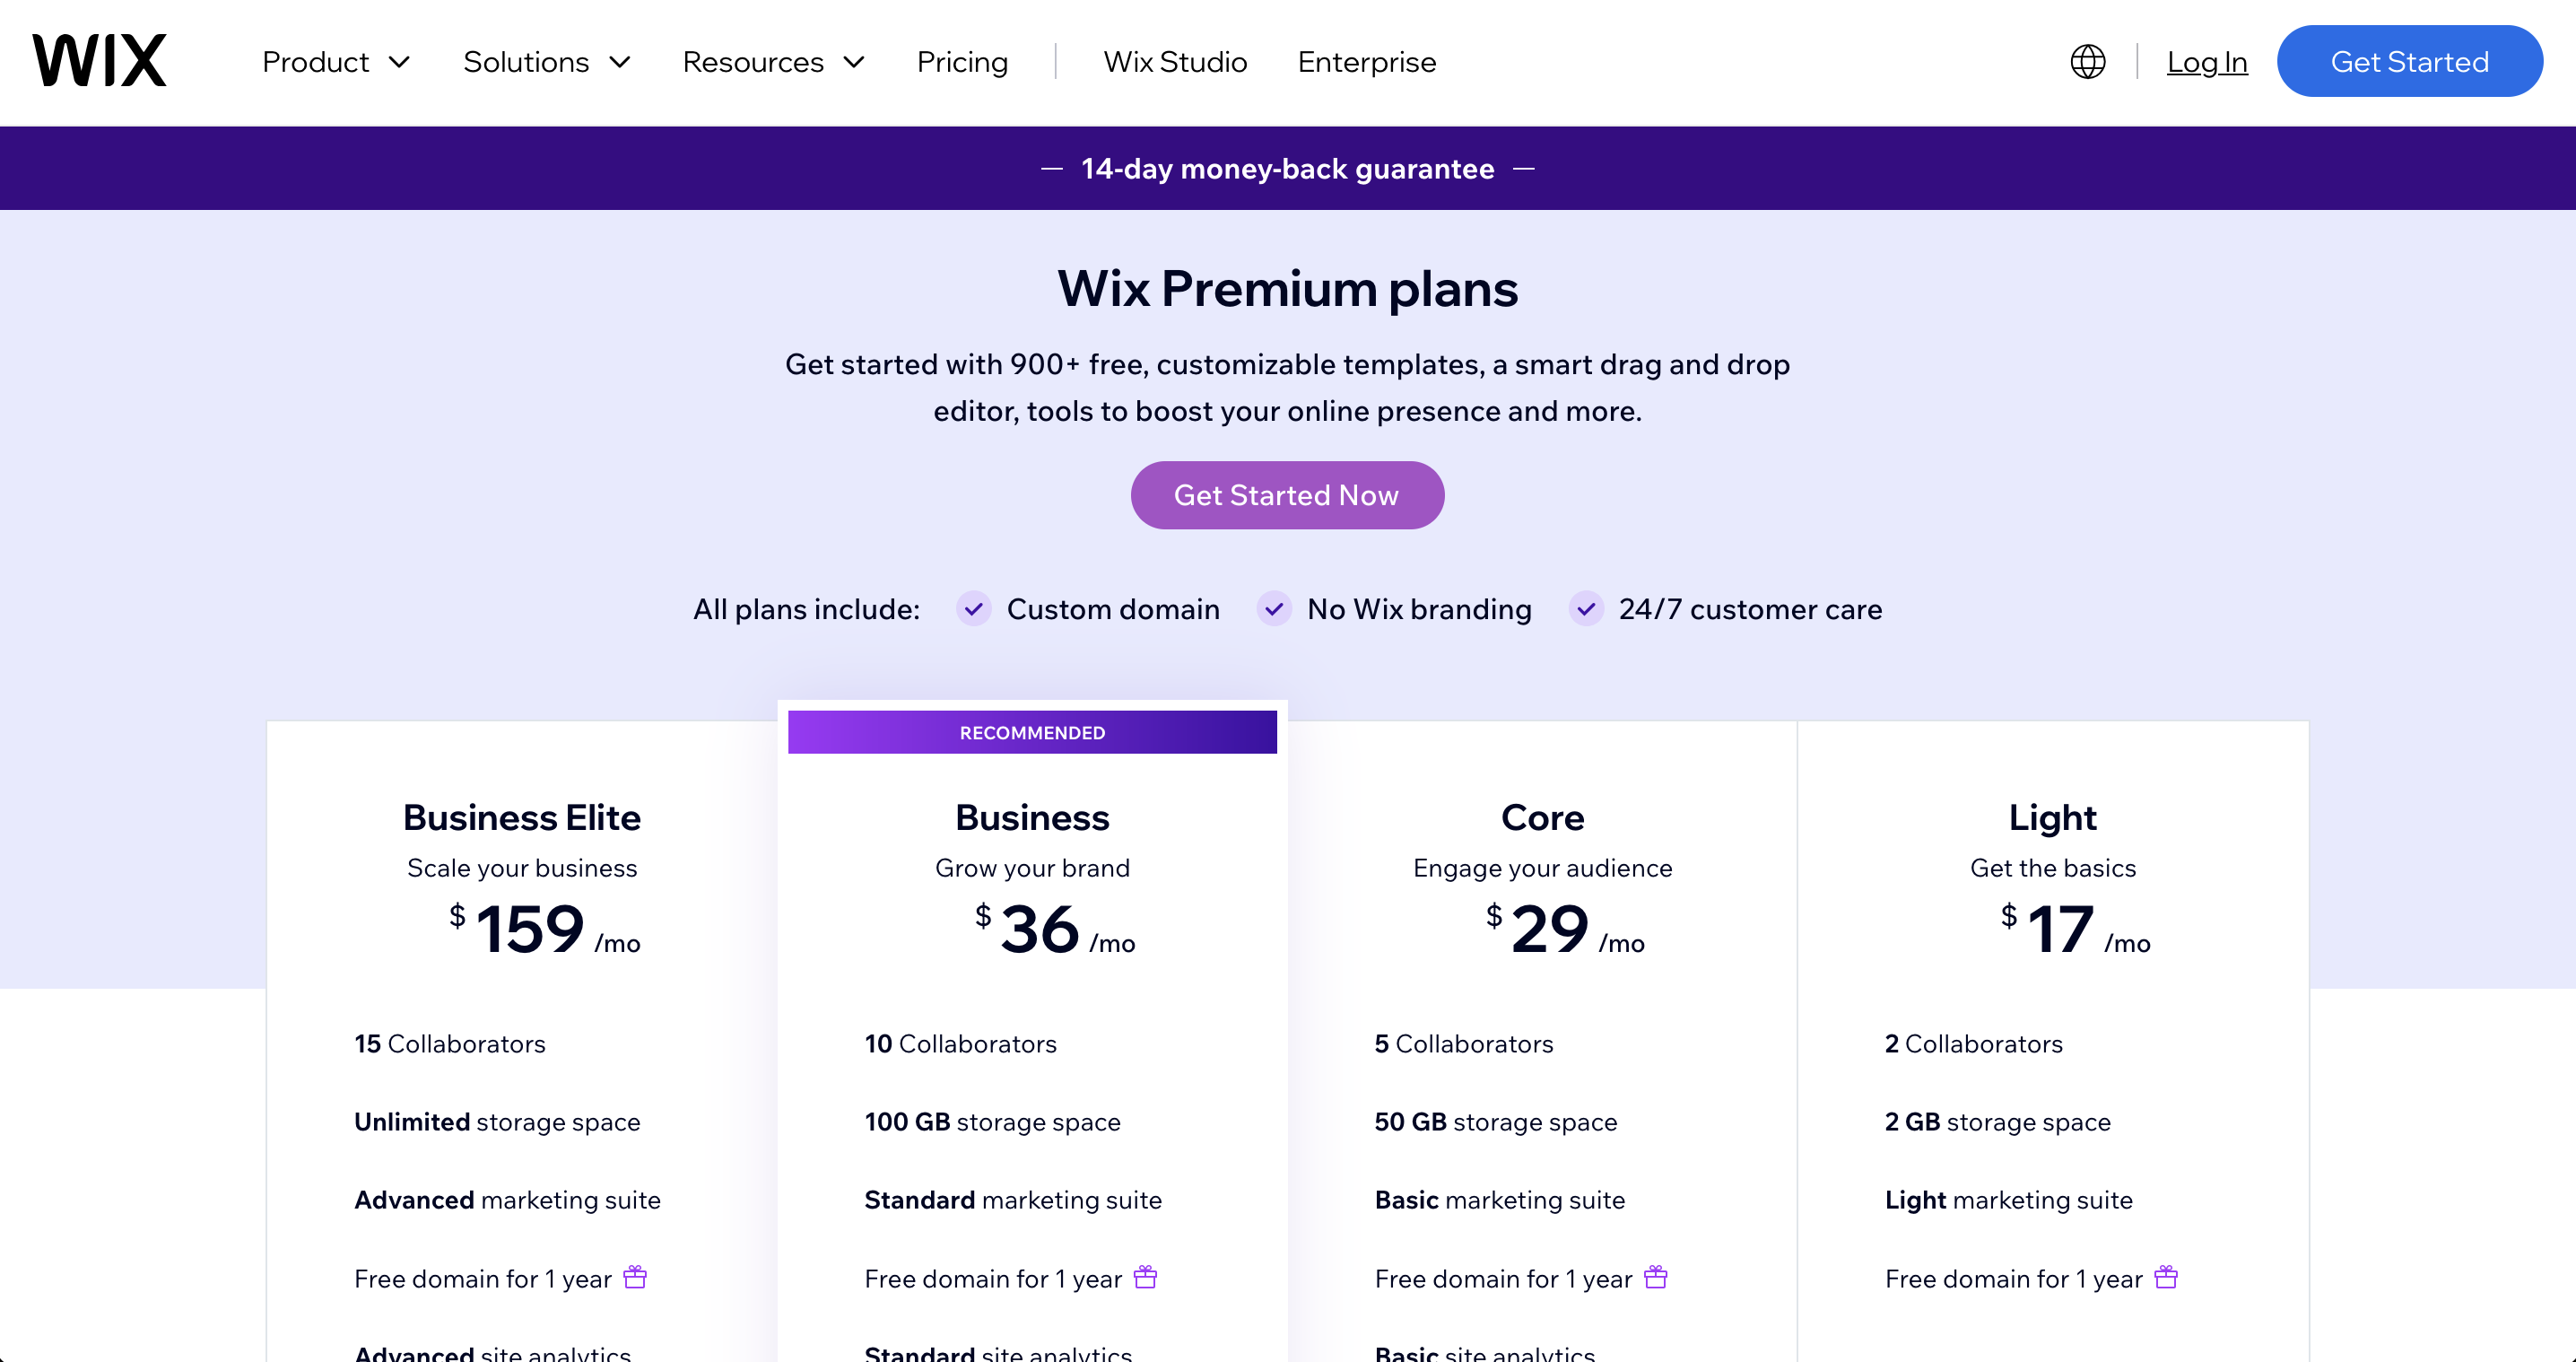 WIX
Product Solutions Resources Pricing Wix Studio Enterprise Log In Get Started
— 14-day money-back guarantee —
Wix Premium plans
Get started with 900+ free, customizable templates, a smart drag and drop
editor, tools to boost your online presence and more.
Get Started Now
All plans include: Custom domain No Wix branding 24/7 customer care
Business Elite
Scale your business
$ 159 /mo
15 Collaborators
Unlimited storage space
Advanced marketing suite
Free domain for 1 year
Advanced site analytics
RECOMMENDED
Business
Grow your brand
$ 36 /mo
10 Collaborators
100 GB storage space
Standard marketing suite
Free domain for 1 year
Standard site analytics
Core
Engage your audience
$ 29 /mo
5 Collaborators
50 GB storage space
Basic marketing suite
Free domain for 1 year
Basic site analytics
Light
Get the basics
$ 17 /mo
2 Collaborators
2 GB storage space
Light marketing suite
Free domain for 1 year